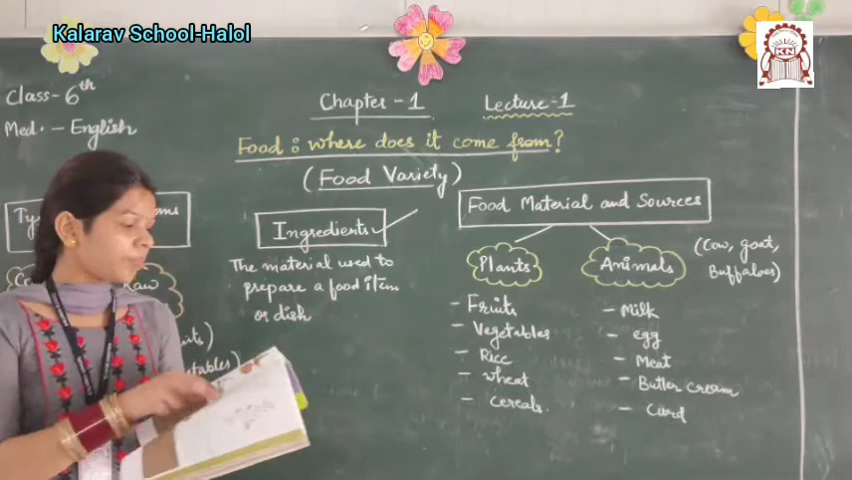 Kalarav School-Halol
KN
Class- 6th
Med. - English
Chapter - 1
Lecture-1
Food : where does it come from?
(Food Variety)
Ingredients
The material used to
prepare a food item
or dish
Food Material and Sources
Plants
- Fruits
- Vegetables
- Rice
- wheat
- cereals.
Animals
(Cow, goat,
Buffaloes)
- Milk
- egg
- Meat
- Butter cream
- Curd
Raw